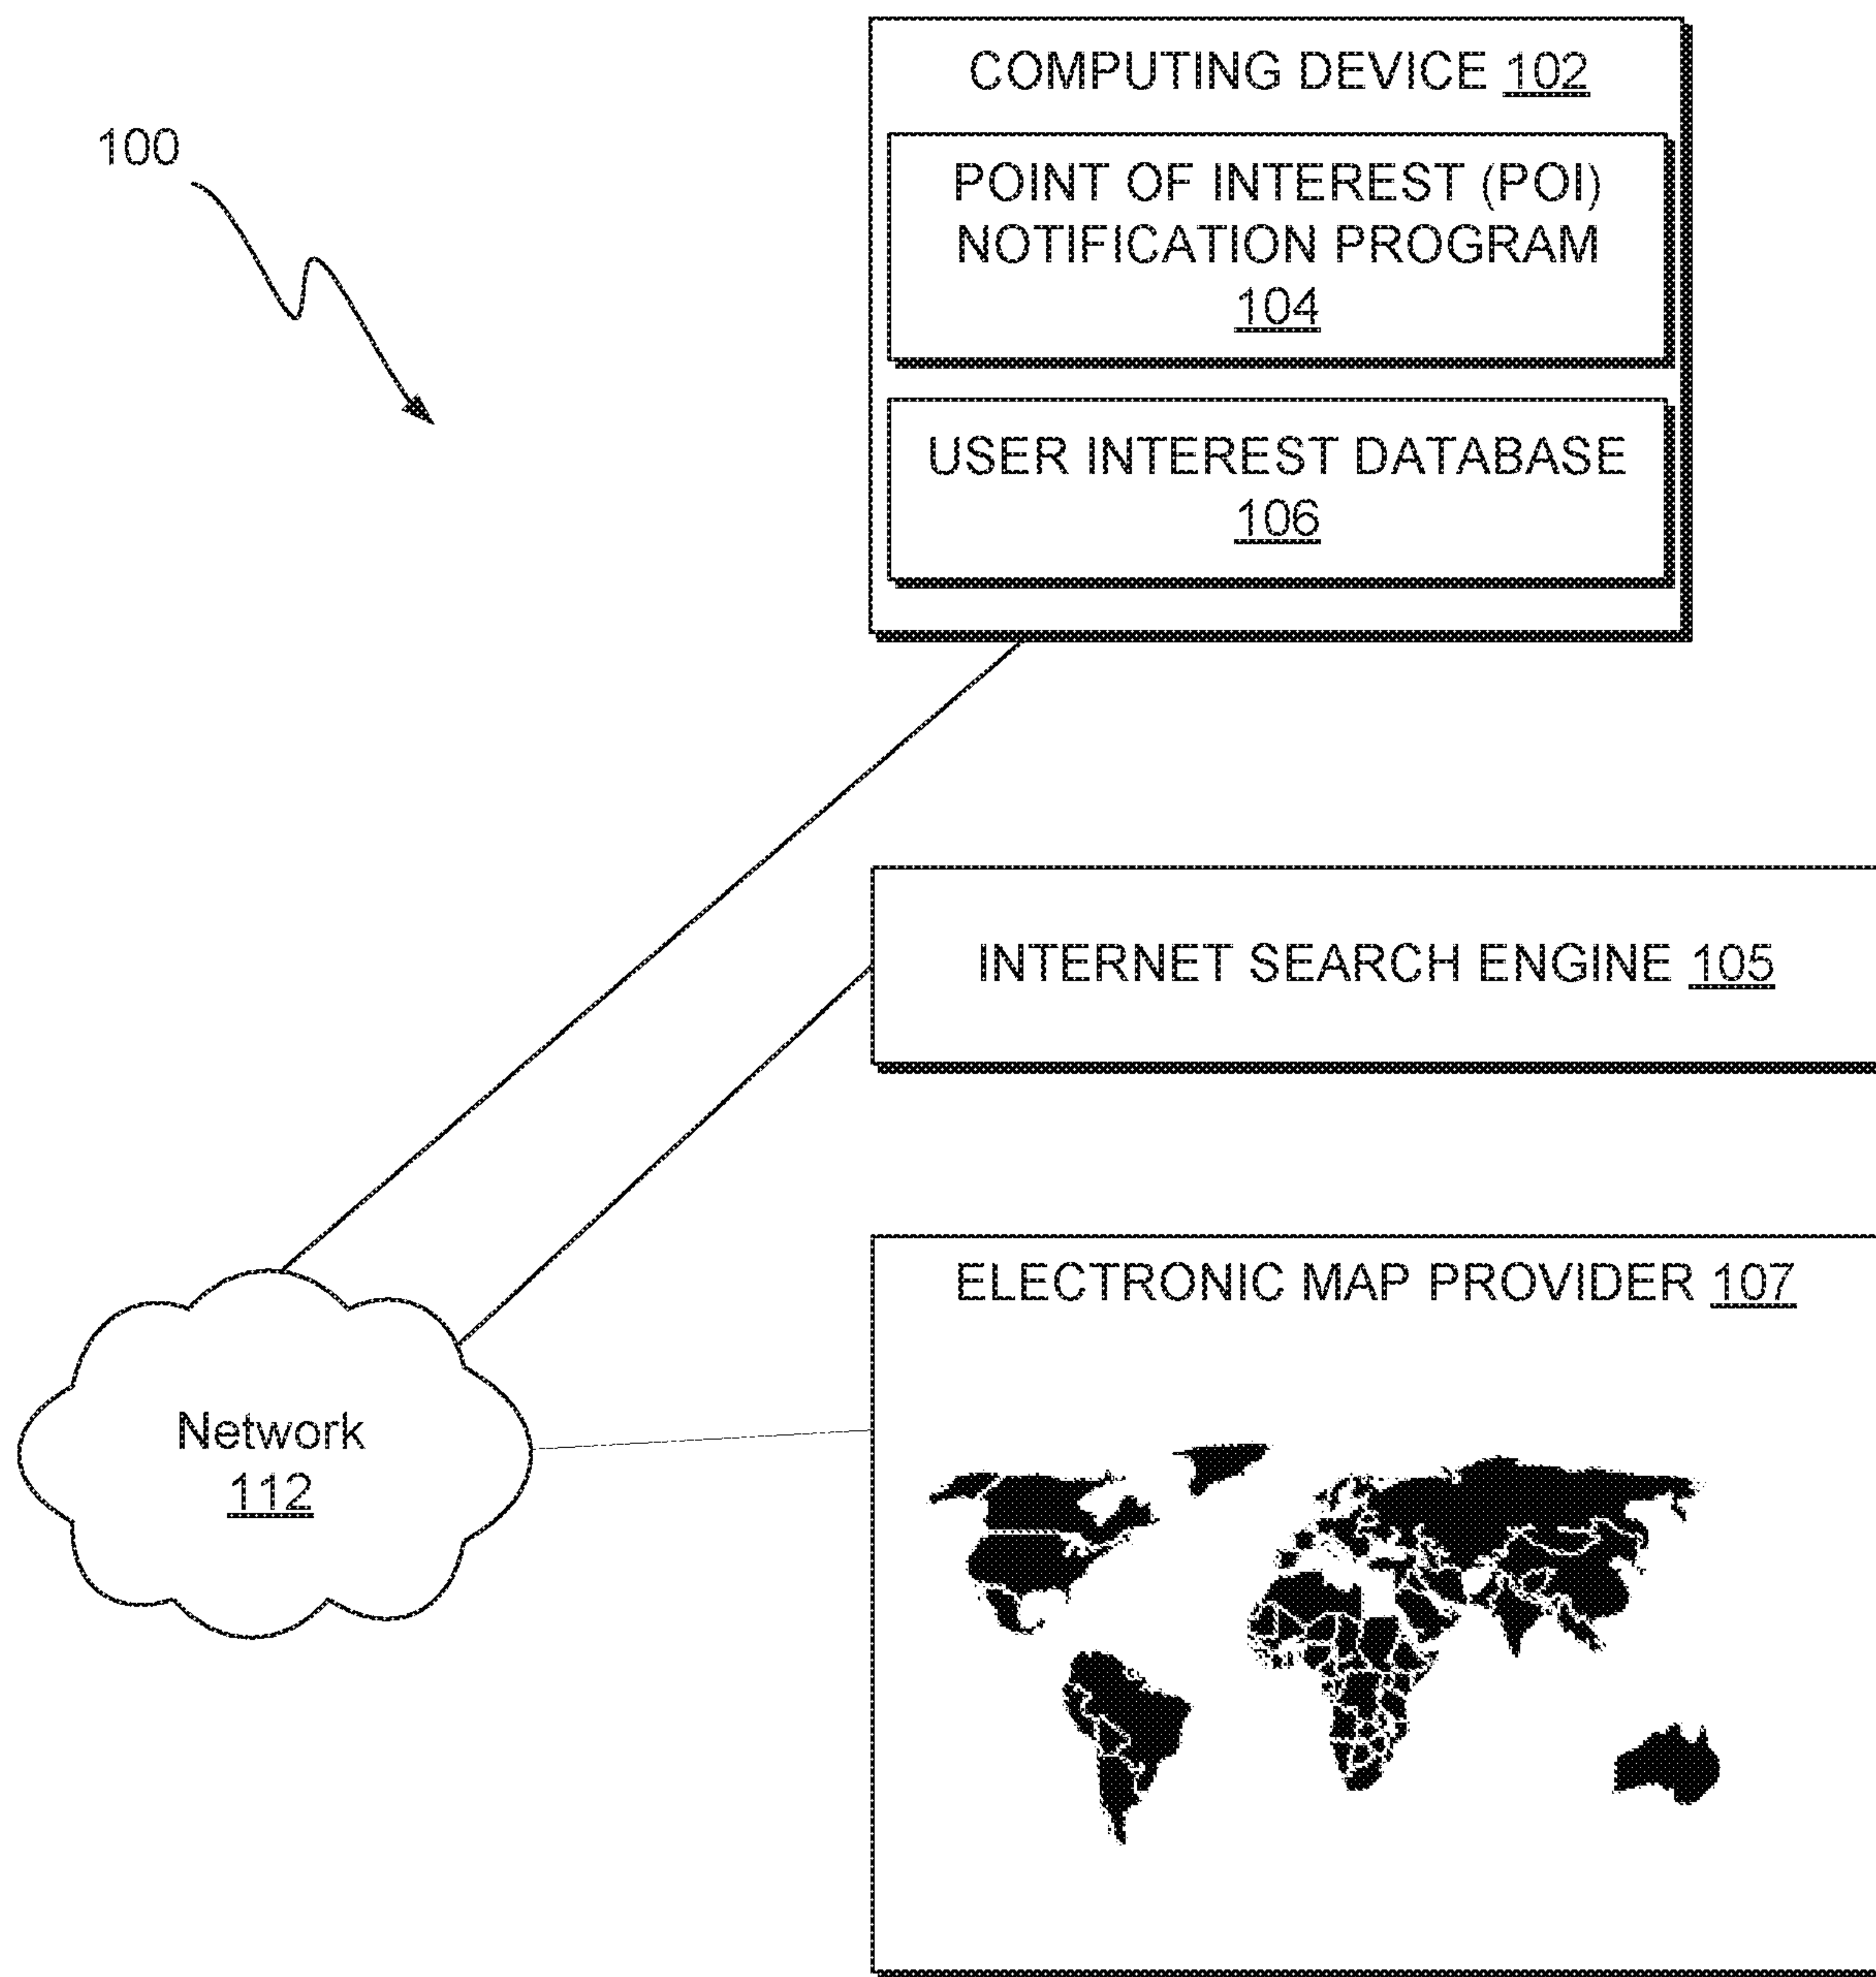 100
COMPUTING DEVICE 102
POINT OF INTEREST (POI)
NOTIFICATION PROGRAM
104
USER INTEREST DATABASE
106
INTERNET SEARCH ENGINE 105
ELECTRONIC MAP PROVIDER 107
Network
112